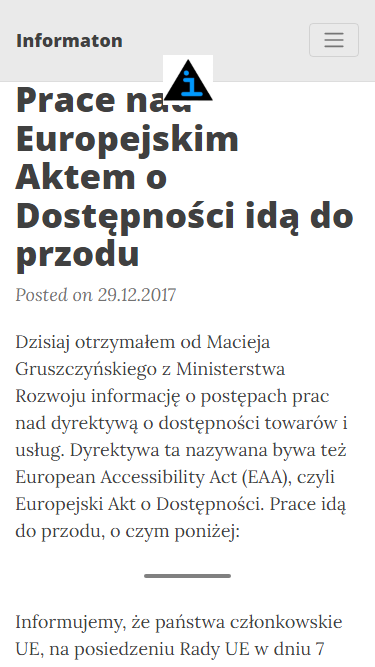 Informaton
Prace nad
Europejskim
Aktem o
Dostępności idą do
przodu
Posted on 29.12.2017
Dzisiaj otrzymałem od Macieja
Gruszczyńskiego z Ministerstwa
Rozwoju informację o postępach prac
nad dyrektywą o dostępności towarów i
usług. Dyrektywa ta nazywana bywa też
European Accessibility Act (EAA), czyli
Europejski Akt o Dostępności. Prace idą
do przodu, o czym poniżej:
Informujemy, że państwa członkowskie
UE, na posiedzeniu Rady UE w dniu 7